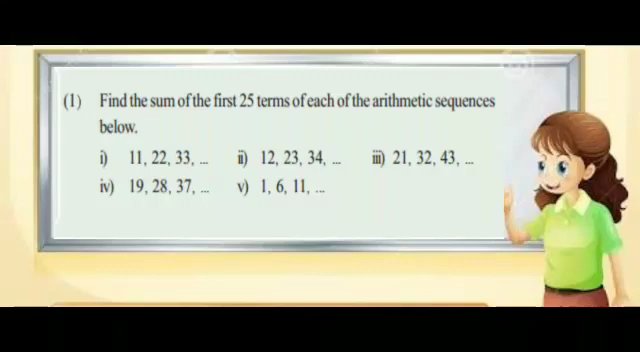 (1) Find the sum of the first 25 terms of each of the arithmetic sequences
below.
i) 11, 22, 33, ... ii) 12, 23, 34, ... iii) 21, 32, 43, ...
iv) 19, 28, 37, ... v) 1, 6, 11, ...